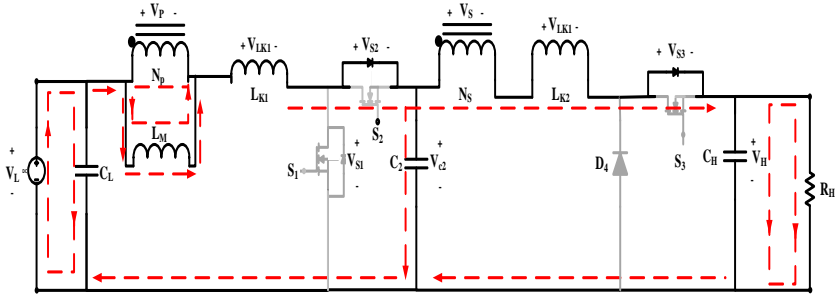 + V_P -
+ V_S -
+ V_LK1 -
+ V_S2 -
+ V_LK1 -
+ V_S3 -
N_p
L_K1
N_S
L_K2
S_2
L_M
+
V_L
-
C_L
S_1
+
V_S1
-
C_2
+
V_c2
-
D_4
S_3
C_H
+
V_H
-
R_H